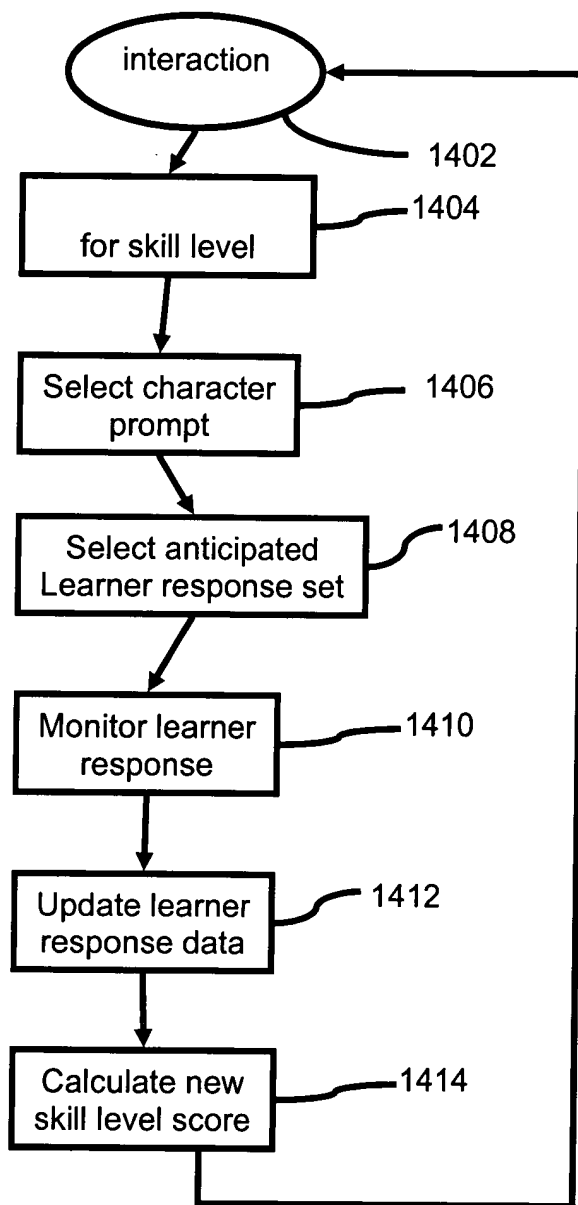 interaction
1402
1404
for skill level
Select character
prompt
1406
Select anticipated
Learner response set
1408
Monitor learner
response
1410
Update learner
response data
1412
Calculate new
skill level score
1414